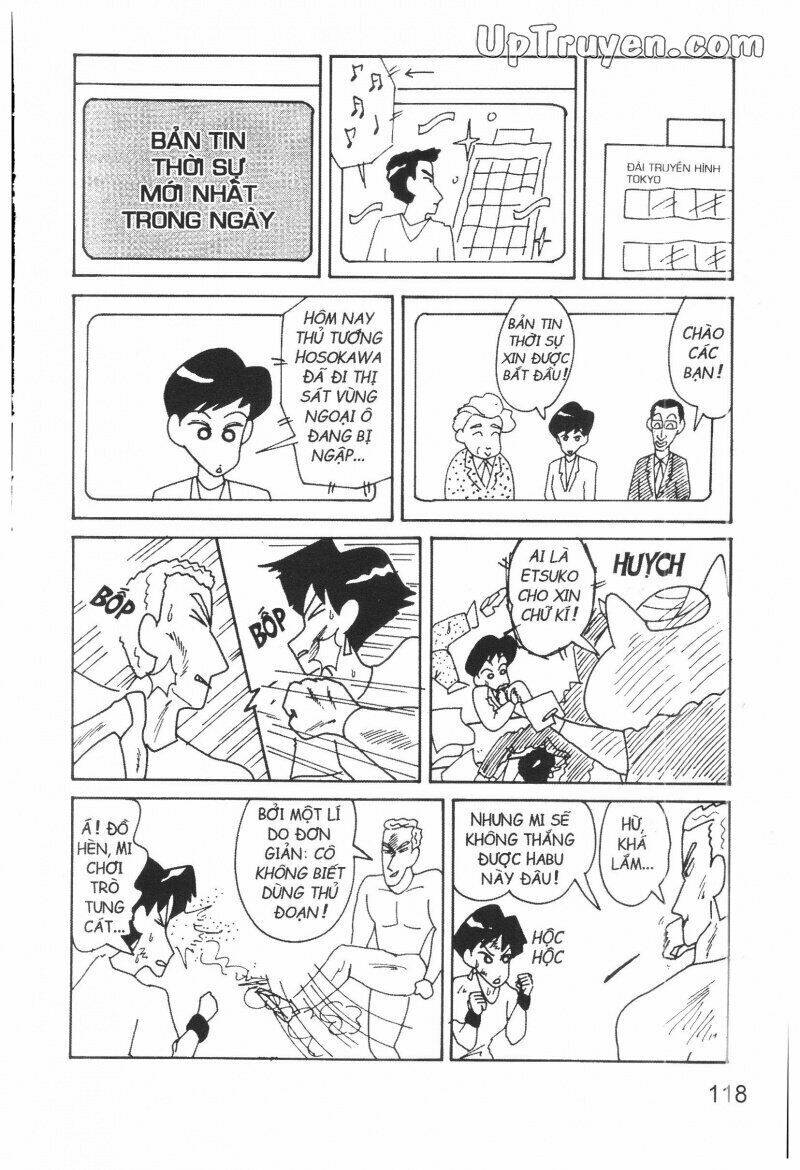 UpTruyen.com
ĐÀI TRUYỀN HÌNH
TOKYO
BẢN TIN
THỜI SỰ
MỚI NHẤT
TRONG NGÀY
CHÀO
CÁC
BẠN!
BẢN TIN
THỜI SỰ
XIN ĐƯỢC
BẮT ĐẦU!
HÔM NAY
THỦ TƯỚNG
HOSOKAWA
ĐÃ ĐI THỊ
SÁT VÙNG
NGOẠI Ô
ĐANG BỊ
NGẬP...
HUỴCH
AI LÀ
ETSUKO
CHO XIN
CHỮ KÍ!
BỐP
BỐP
HỪ,
KHÁ
LẮM...
NHƯNG MI SẼ
KHÔNG THẮNG
ĐƯỢC HABU
NÀY ĐÂU!
HỘC
HỘC
BỞI MỘT LÍ
DO ĐƠN
GIẢN: CÔ
KHÔNG BIẾT
DÙNG THỦ
ĐOẠN!
Á! ĐỒ
HÈN, MI
CHƠI
TRÒ
TUNG
CÁT...
118